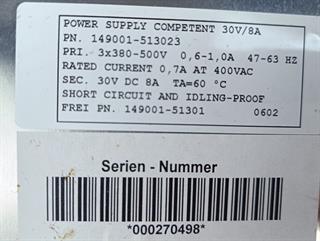 POWER SUPPLY COMPETENT 30V/8A
PN. 149001-513023
PRI. 3x380-500V 0,6-1,0A 47-63 HZ
RATED CURRENT 0,7A AT 400VAC
SEC. 30V DC 8A TA=60 °C
SHORT CIRCUIT AND IDLING-PROOF
FREI PN. 149001-51301 0602
Serien - Nummer
*000270498*